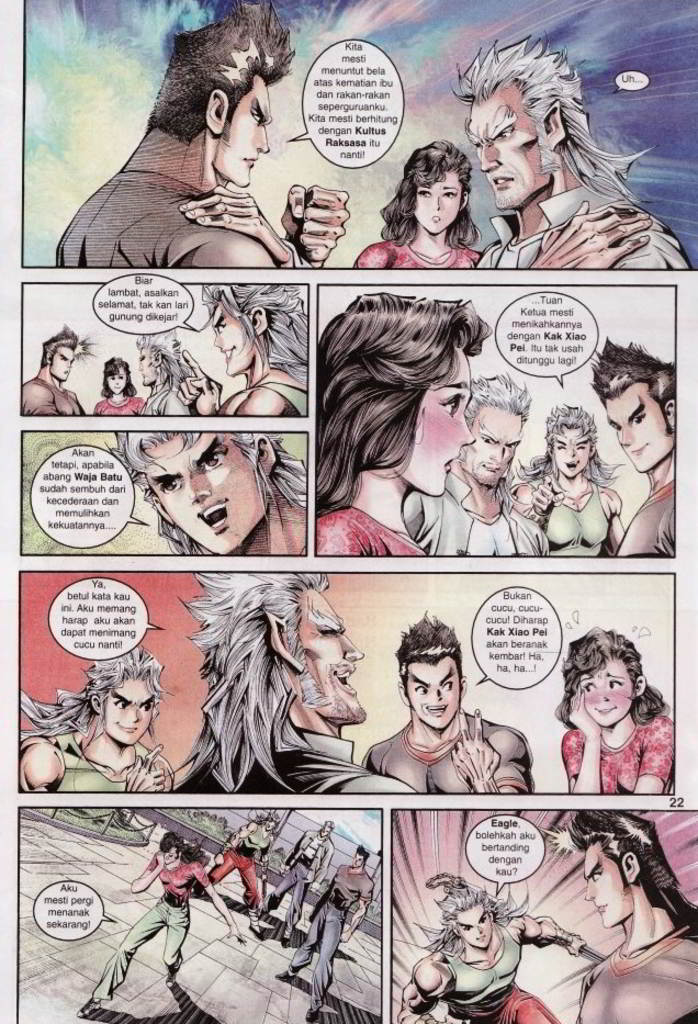 Kita
mesti
menuntut bela
atas kematian ibu
dan rakan-rakan
seperguruanku.
Kita mesti berhitung
dengan Kultus
Raksasa itu
nanti!
Uh...
Biar
lambat, asalkan
selamat, tak kan lari
gunung dikejar!
...Tuan
Ketua mesti
menikahkannya
dengan Kak Xiao
Pei. Itu tak usah
ditunggu lagi!
Akan
tetapi, apabila
abang Waja Batu
sudah sembuh dari
kecederaan dan
memulihkan
kekuatannya....
Ya,
betul kata kau
ini. Aku memang
harap aku akan
dapat menimang
cucu nanti!
Bukan
cucu, cucu-
cucu! Diharap
Kak Xiao Pei
akan beranak
kembar! Ha,
ha, ha...!
22
Aku
mesti pergi
menanak
sekarang!
Eagle,
bolehkah aku
bertanding
dengan
kau?